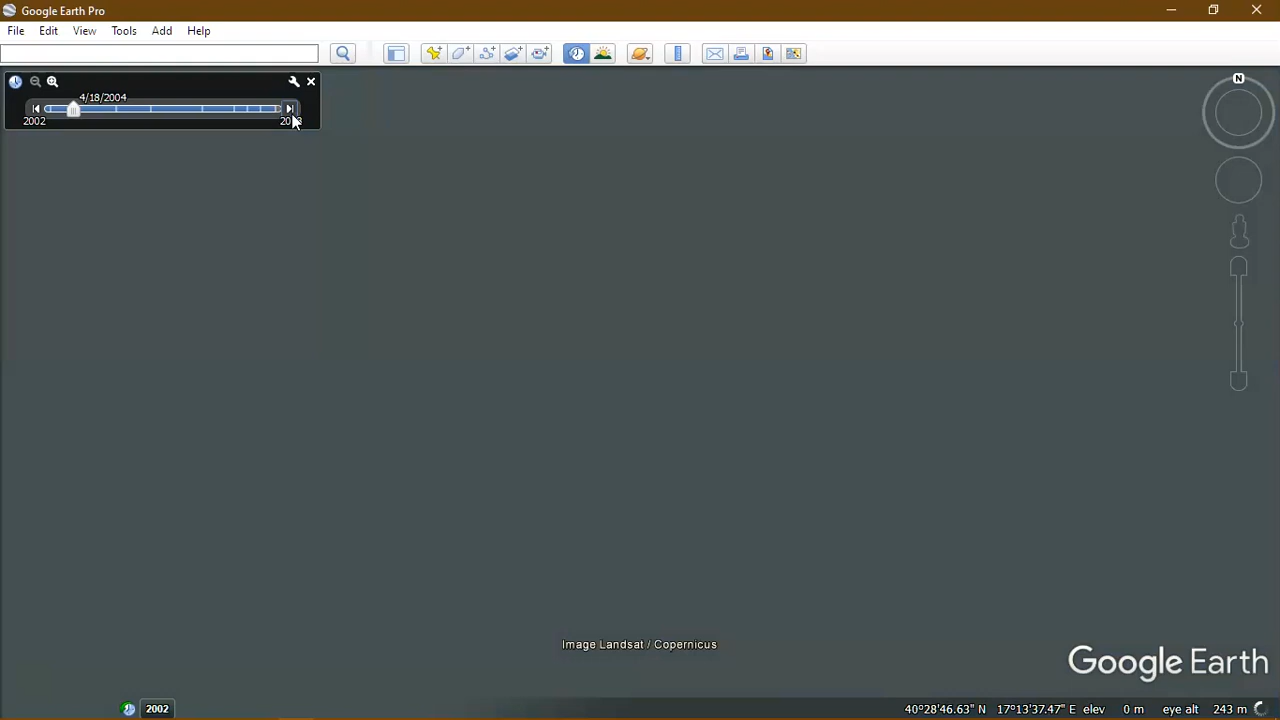 Google Earth Pro
File Edit View Tools Add Help
4/18/2004
2002
N
Image Landsat / Copernicus
Google Earth
2002 40°28'46.63" N 17°13'37.47" E elev 0 m eye alt 243 m